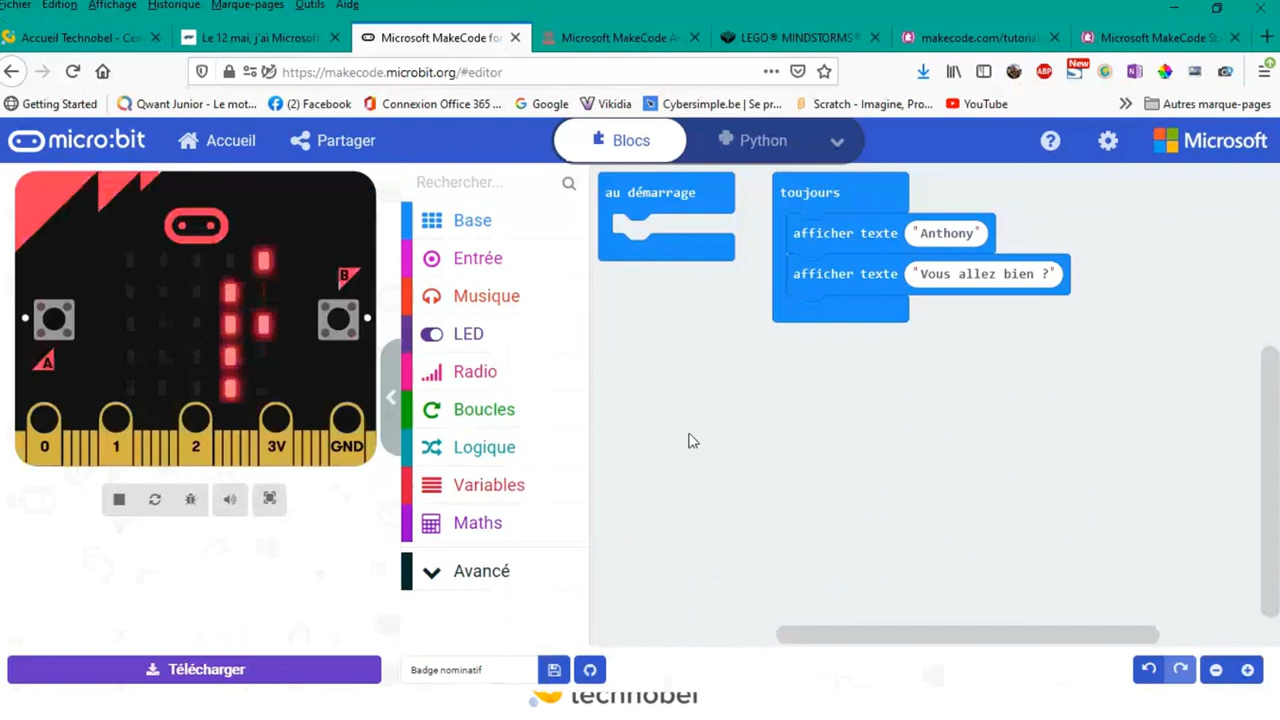 ichier Edition Affichage Historique Marque-pages Outils Aide
Accueil Technobel - Cen
Le 12 mai, j'ai Microsoft
Microsoft MakeCode for
Microsoft MakeCode A
LEGO® MINDSTORMS®
makecode.com/tutoria
Microsoft MakeCode St
https://makecode.microbit.org/#editor
ABP
New
Getting Started
Qwant Junior - Le mot...
(2) Facebook
Connexion Office 365 ...
Google
Vikidia
Cybersimple.be | Se pr...
Scratch - Imagine, Pro...
YouTube
Autres marque-pages
micro:bit
Accueil
Partager
Blocs
Python
Microsoft
Rechercher...
Base
Entrée
Musique
LED
Radio
Boucles
Logique
Variables
Maths
Avancé
au démarrage
toujours
afficher texte "Anthony"
afficher texte "Vous allez bien ?"
A
B
0 1 2 3V GND
Télécharger
Badge nominatif
technobel